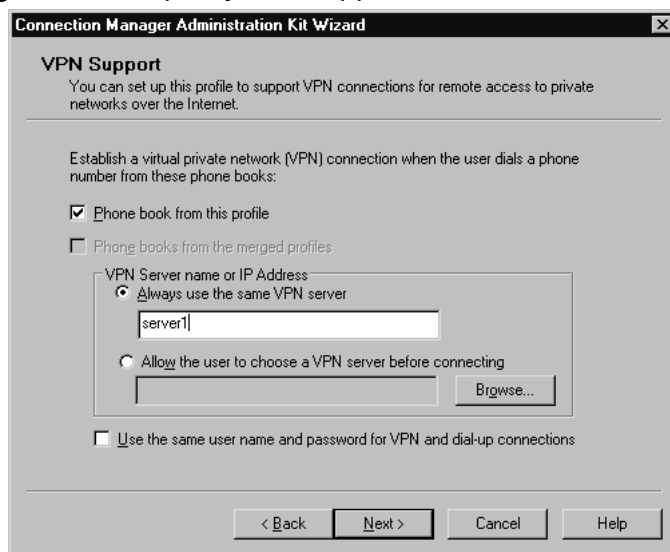 Connection Manager Administration Kit Wizard
VPN Support
You can set up this profile to support VPN connections for remote access to private
networks over the Internet.
Establish a virtual private network (VPN) connection when the user dials a phone
number from these phone books:
Phone book from this profile
Phone books from the merged profiles
VPN Server name or IP Address
Always use the same VPN server
server1
Allow the user to choose a VPN server before connecting
Browse...
Use the same user name and password for VPN and dial-up connections
< Back Next > Cancel Help